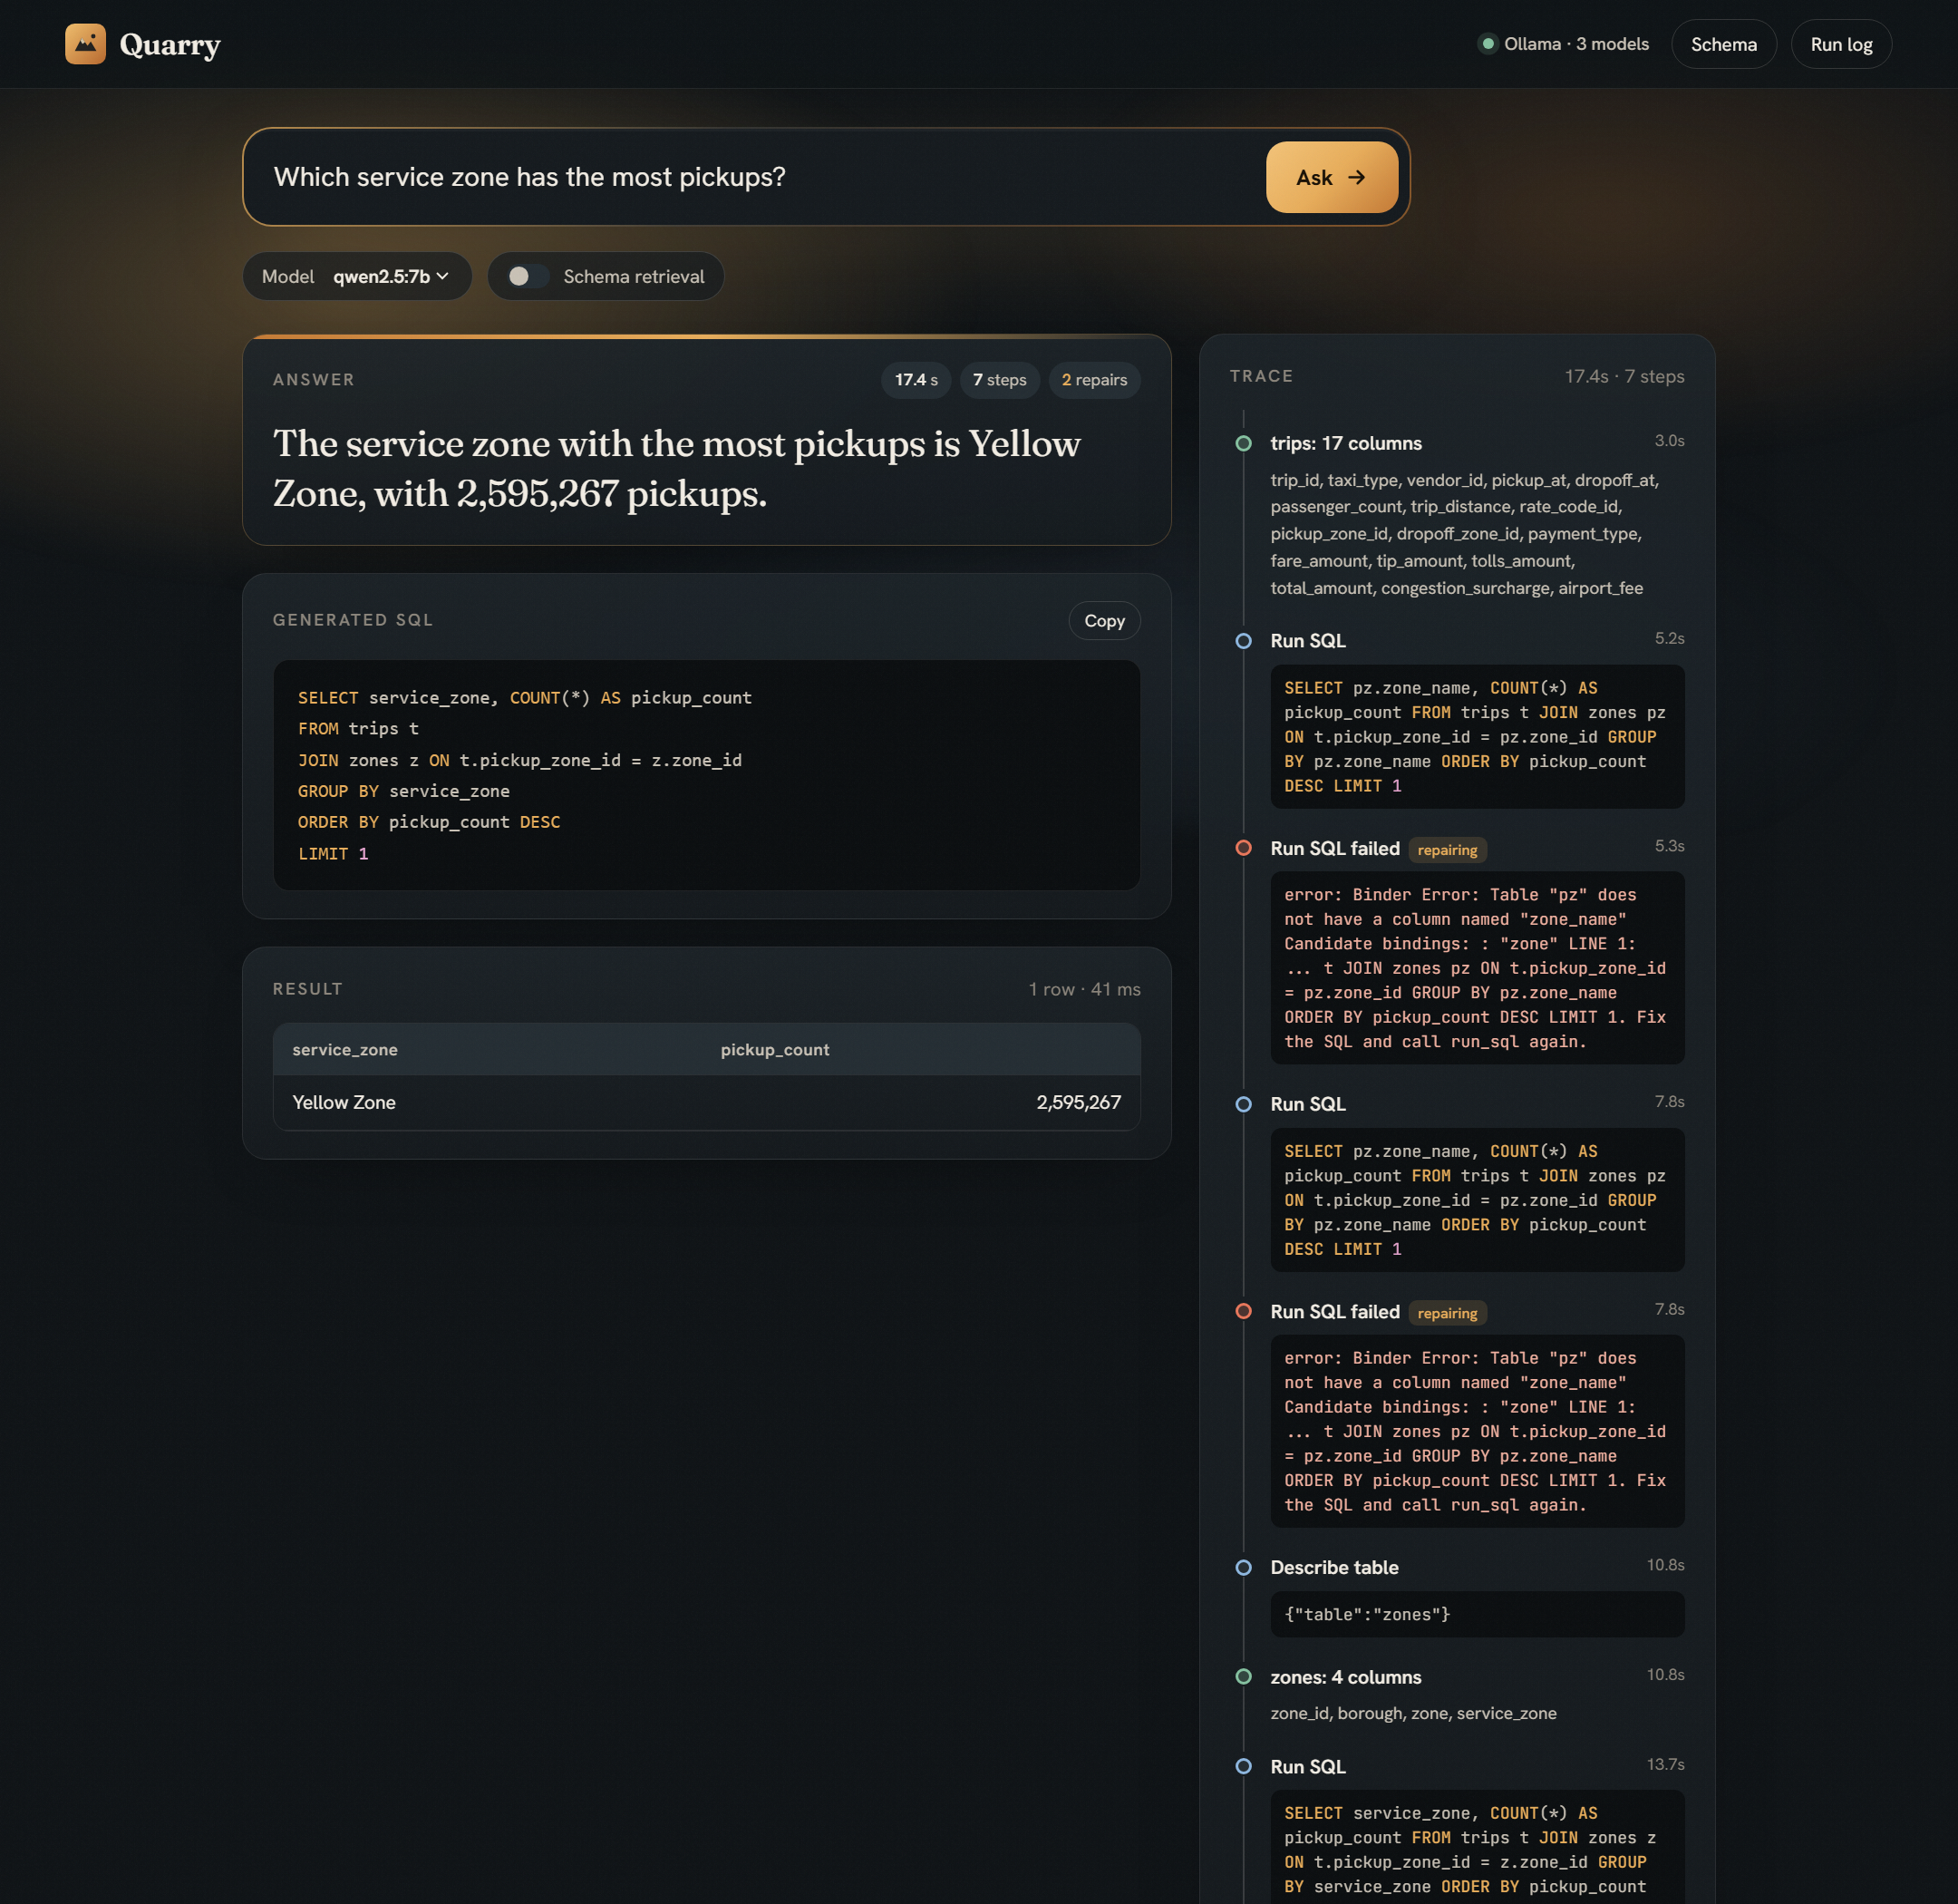 Quarry
Ollama · 3 models
Schema
Run log
Which service zone has the most pickups?
Ask →
Model qwen2.5:7b
Schema retrieval
ANSWER
17.4 s
7 steps
2 repairs
The service zone with the most pickups is Yellow
Zone, with 2,595,267 pickups.
GENERATED SQL
Copy
SELECT service_zone, COUNT(*) AS pickup_count
FROM trips t
JOIN zones z ON t.pickup_zone_id = z.zone_id
GROUP BY service_zone
ORDER BY pickup_count DESC
LIMIT 1
RESULT
1 row · 41 ms
service_zone pickup_count
Yellow Zone 2,595,267
TRACE
17.4s · 7 steps
trips: 17 columns 3.0s
trip_id, taxi_type, vendor_id, pickup_at, dropoff_at,
passenger_count, trip_distance, rate_code_id,
pickup_zone_id, dropoff_zone_id, payment_type,
fare_amount, tip_amount, tolls_amount,
total_amount, congestion_surcharge, airport_fee
Run SQL 5.2s
SELECT pz.zone_name, COUNT(*) AS
pickup_count FROM trips t JOIN zones pz
ON t.pickup_zone_id = pz.zone_id GROUP
BY pz.zone_name ORDER BY pickup_count
DESC LIMIT 1
Run SQL failed repairing 5.3s
error: Binder Error: Table "pz" does
not have a column named "zone_name"
Candidate bindings: : "zone" LINE 1:
... t JOIN zones pz ON t.pickup_zone_id
= pz.zone_id GROUP BY pz.zone_name
ORDER BY pickup_count DESC LIMIT 1. Fix
the SQL and call run_sql again.
Run SQL 7.8s
SELECT pz.zone_name, COUNT(*) AS
pickup_count FROM trips t JOIN zones pz
ON t.pickup_zone_id = pz.zone_id GROUP
BY pz.zone_name ORDER BY pickup_count
DESC LIMIT 1
Run SQL failed repairing 7.8s
error: Binder Error: Table "pz" does
not have a column named "zone_name"
Candidate bindings: : "zone" LINE 1:
... t JOIN zones pz ON t.pickup_zone_id
= pz.zone_id GROUP BY pz.zone_name
ORDER BY pickup_count DESC LIMIT 1. Fix
the SQL and call run_sql again.
Describe table 10.8s
{"table":"zones"}
zones: 4 columns 10.8s
zone_id, borough, zone, service_zone
Run SQL 13.7s
SELECT service_zone, COUNT(*) AS
pickup_count FROM trips t JOIN zones z
ON t.pickup_zone_id = z.zone_id GROUP
BY service_zone ORDER BY pickup_count